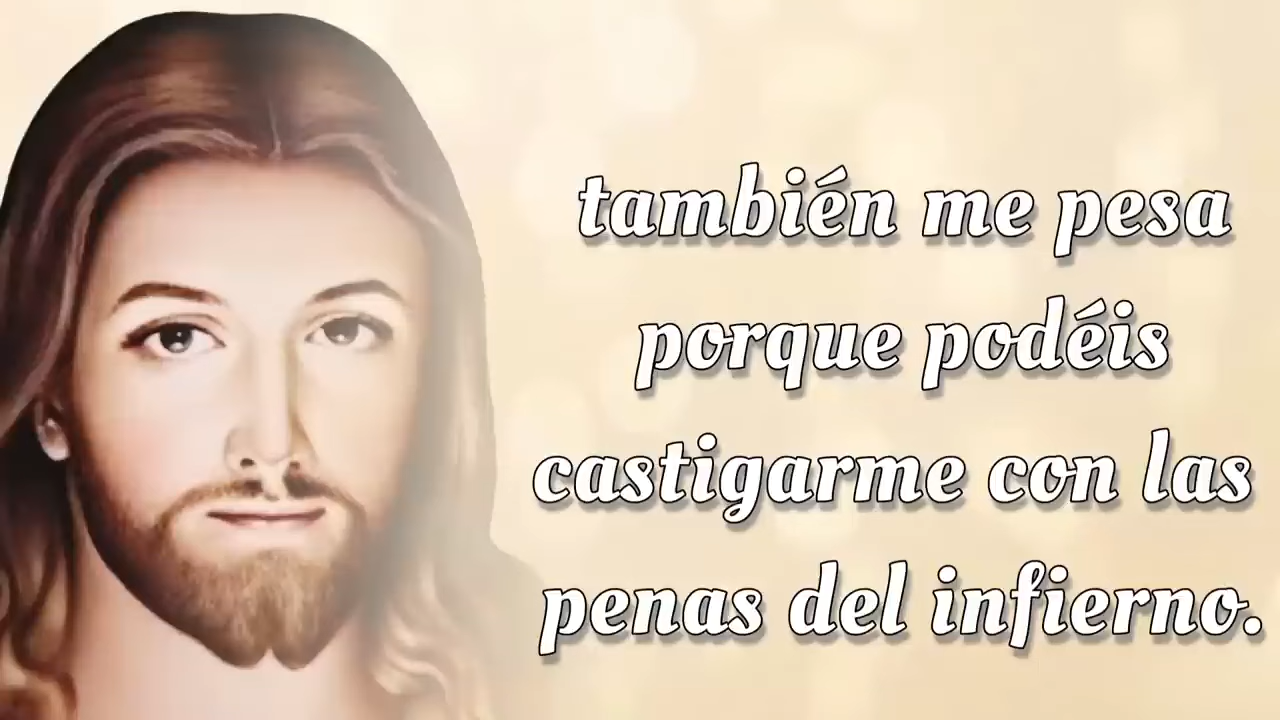 también me pesa
porque podéis
castigarme con las
penas del infierno.